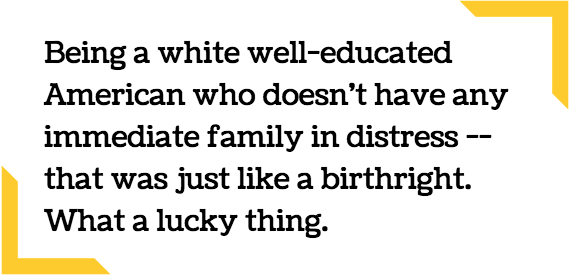 Being a white well-educated
American who doesn’t have any
immediate family in distress --
that was just like a birthright.
What a lucky thing.